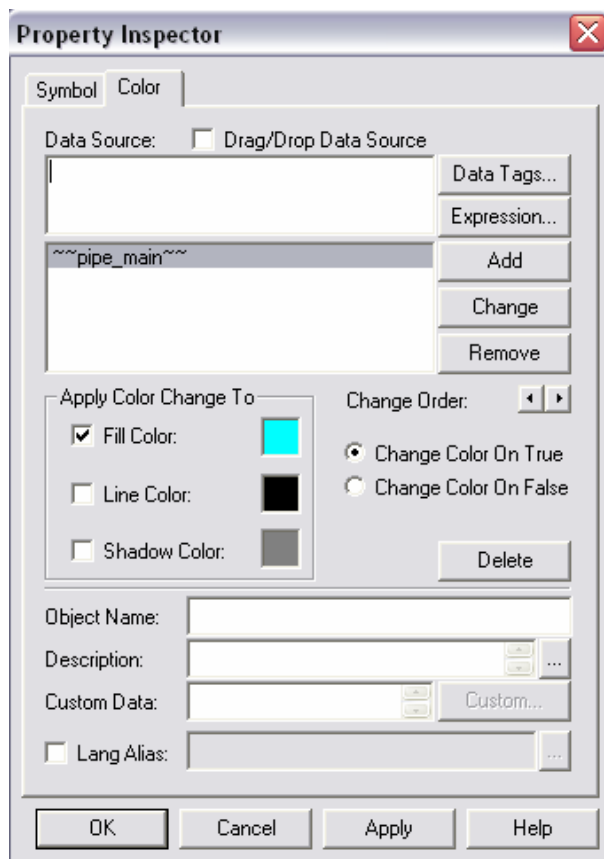 Property Inspector
Symbol Color
Data Source: Drag/Drop Data Source
Data Tags...
Expression...
~~pipe_main~~
Add
Change
Remove
Apply Color Change To
Change Order:
Fill Color:
Change Color On True
Line Color:
Change Color On False
Shadow Color:
Delete
Object Name:
Description: ...
Custom Data: Custom...
Lang Alias: ...
OK Cancel Apply Help